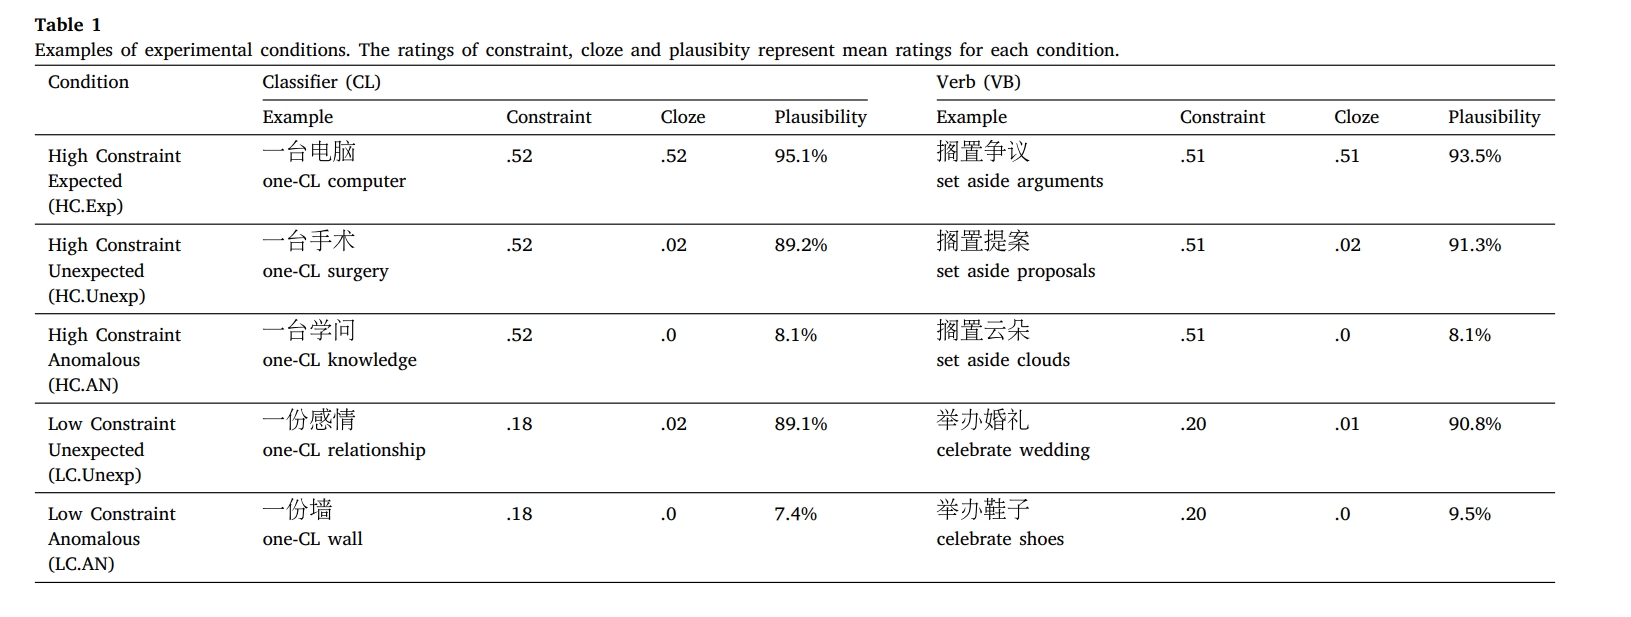 Table 1
Examples of experimental conditions. The ratings of constraint, cloze and plausibity represent mean ratings for each condition.
Condition Classifier (CL) Verb (VB)
Example Constraint Cloze Plausibility Example Constraint Cloze Plausibility
High Constraint 一台电脑 .52 .52 95.1% 搁置争议 .51 .51 93.5%
Expected one-CL computer set aside arguments
(HC.Exp)
High Constraint 一台手术 .52 .02 89.2% 搁置提案 .51 .02 91.3%
Unexpected one-CL surgery set aside proposals
(HC.Unexp)
High Constraint 一台学问 .52 .0 8.1% 搁置云朵 .51 .0 8.1%
Anomalous one-CL knowledge set aside clouds
(HC.AN)
Low Constraint 一份感情 .18 .02 89.1% 举办婚礼 .20 .01 90.8%
Unexpected one-CL relationship celebrate wedding
(LC.Unexp)
Low Constraint 一份墙 .18 .0 7.4% 举办鞋子 .20 .0 9.5%
Anomalous one-CL wall celebrate shoes
(LC.AN)